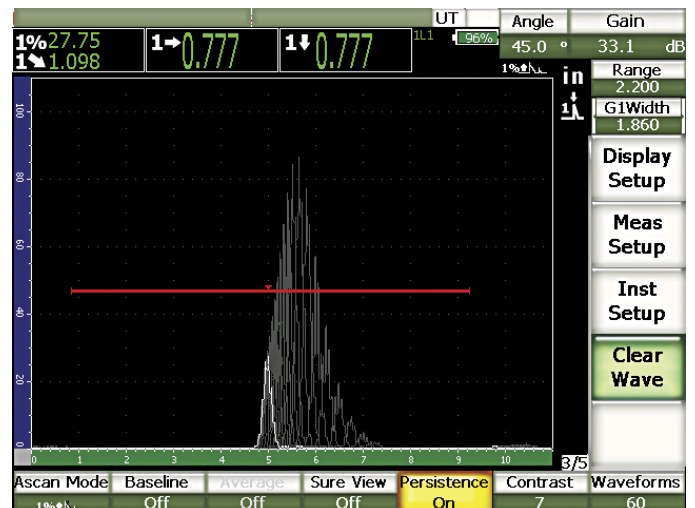 UT Angle Gain
1%27.75 1→0.777 1↓0.777 1L1 96% 45.0 ° 33.1 dB
1↘1.098
in Range
2.200
G1Width
1.860
Display
Setup
Meas
Setup
Inst
Setup
Clear
Wave
100
80
60
40
20
0
0 1 2 3 4 5 6 7 8 9 10 3/5
Ascan Mode Baseline Average Sure View Persistence Contrast Waveforms
Off Off Off On 7 60